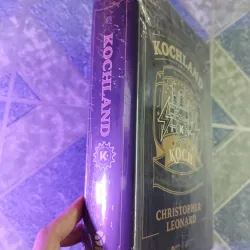 KOCHLAND
K
KOCHLAND
K
KOCH
CHRISTOPHER
LEONARD